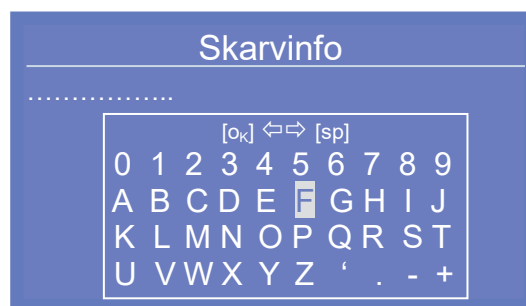 Skarvinfo
……………..
[oK] ⇦⇨ [sp]
0 1 2 3 4 5 6 7 8 9
A B C D E F G H I J
K L M N O P Q R S T
U V W X Y Z ‘ . - +